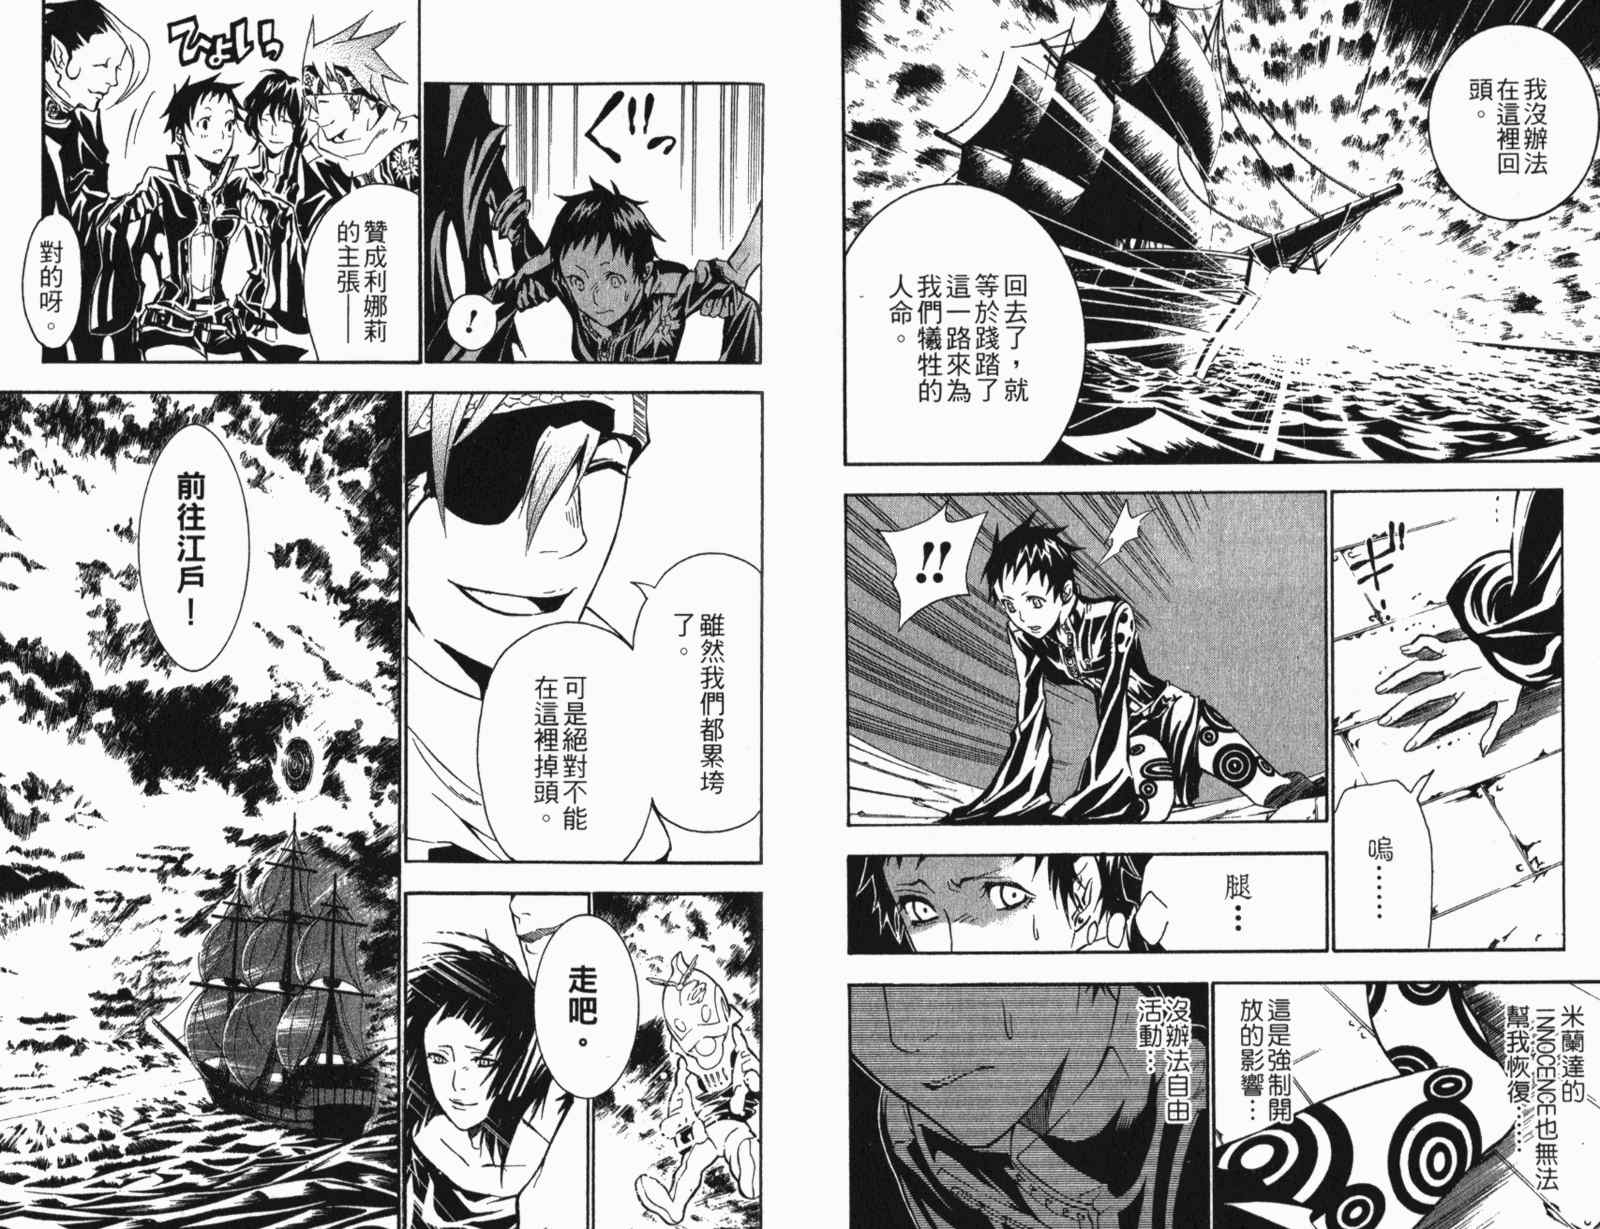 我沒辦法
在這裡回
頭。
回去了，就
等於踐踏了
這一路來為
我們犧牲的
人命。
ギギ
嗚……
!!
腿…
米蘭達的
INNOCENCE也無法
幫我恢復……
這是強制開
放的影響…
沒辦法自由
活動…
ぐいっ
！
ひょいっ
贊成利娜莉
的主張——
對的呀。
雖然我們都累垮
了。
可是絕對不能
在這裡掉頭。
走吧。
前往江戶！